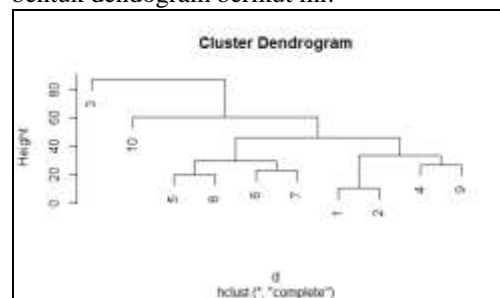 bentuk dendogram berikut ini:
Cluster Dendrogram
Height
0 20 40 60 80
3
10
5
8
6
7
1
2
4
9
d
hclust (*, "complete")